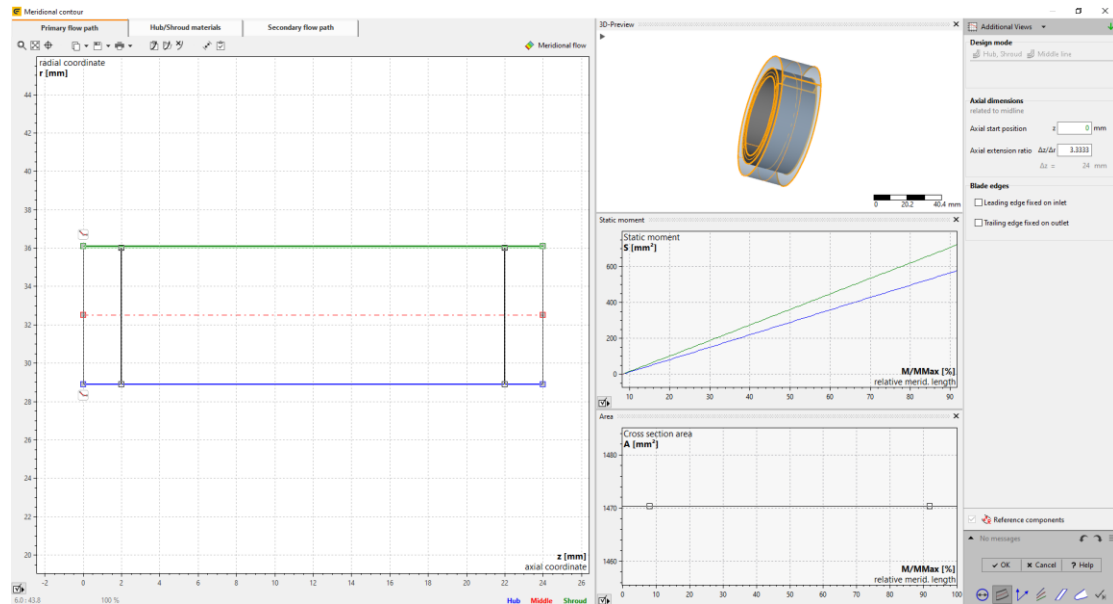 Meridional contour
Primary flow path
Hub/Shroud materials
Secondary flow path
Meridional flow
radial coordinate
r [mm]
44
42
40
38
36
34
32
30
28
26
24
22
20
z [mm]
axial coordinate
-2 0 2 4 6 8 10 12 14 16 18 20 22 24 26
6.0 : 43.8 100 % Hub Middle Shroud
3D-Preview
0 20.2 40.4 mm
Static moment
Static moment
S [mm²]
600
400
200
0
M/MMax [%]
relative merid. length
10 20 30 40 50 60 70 80 90
Area
Cross section area
A [mm²]
1480
1470
1460
M/MMax [%]
relative merid. length
0 10 20 30 40 50 60 70 80 90 100
Additional Views
Design mode
Hub, Shroud Middle line
Axial dimensions
related to midline
Axial start position z 0 mm
Axial extension ratio Δz/Δr 3.3333
Δz = 24 mm
Blade edges
Leading edge fixed on inlet
Trailing edge fixed on outlet
Reference components
No messages
OK Cancel ? Help